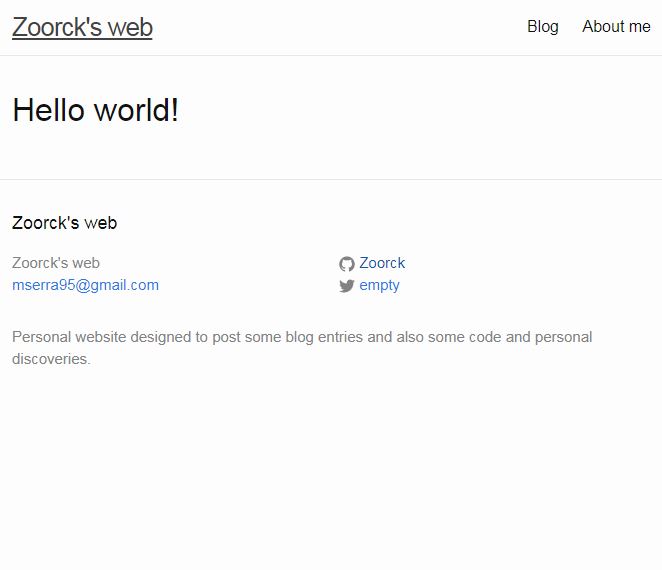 Zoorck's web
Blog
About me
Hello world!
Zoorck's web
Zoorck's web
mserra95@gmail.com
Zoorck
empty
Personal website designed to post some blog entries and also some code and personal
discoveries.